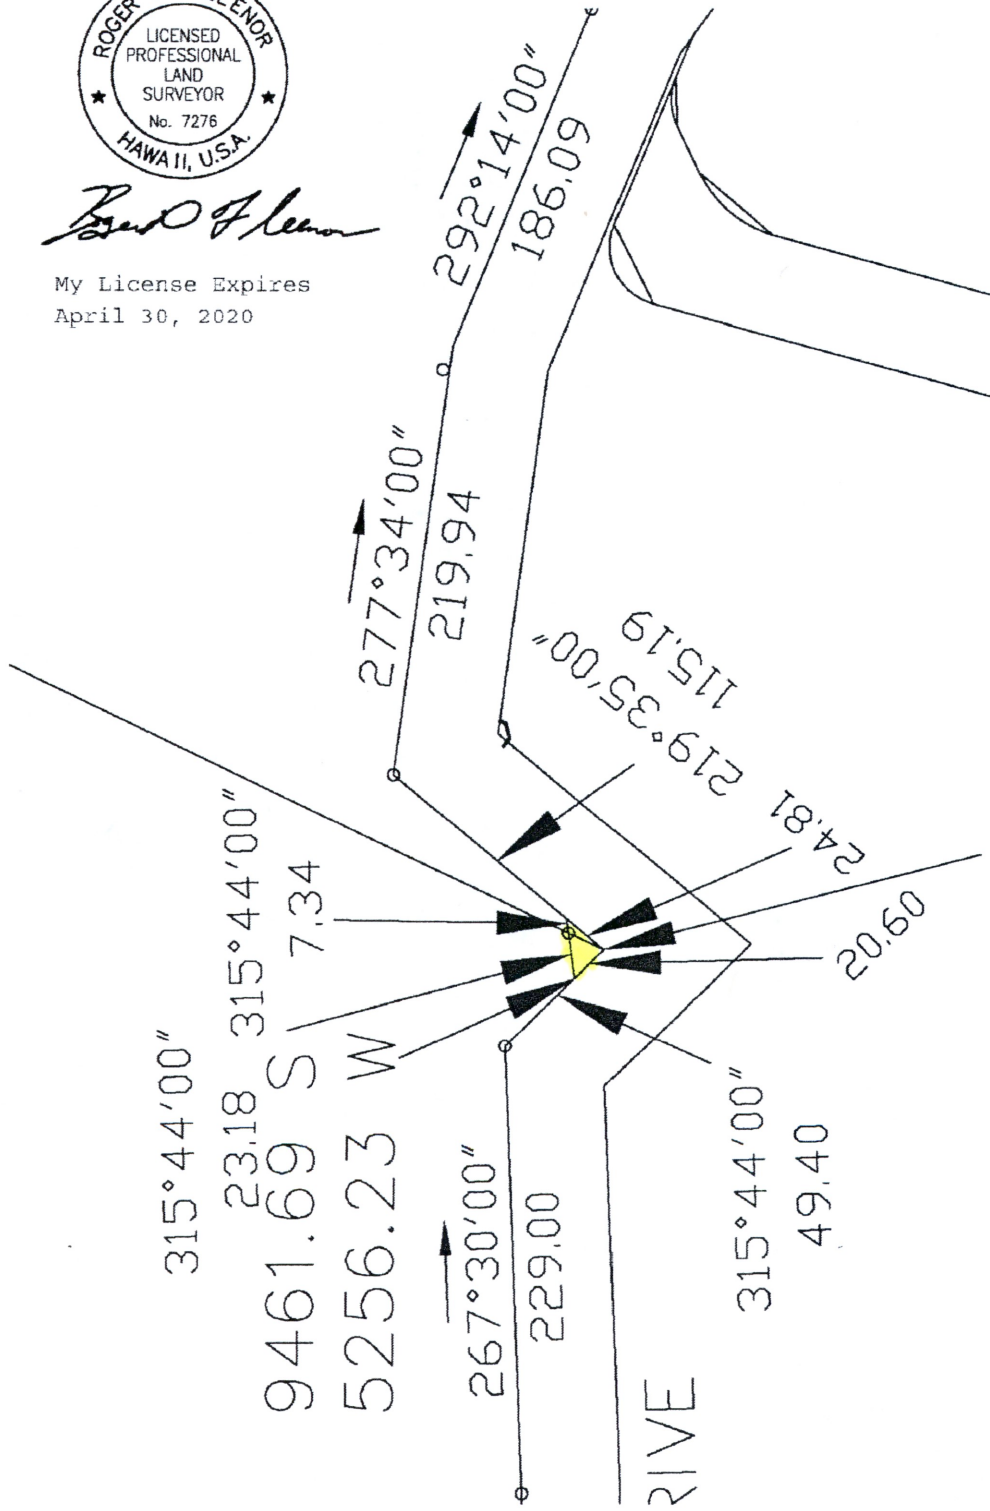 ROGER
LEENOR
LICENSED
PROFESSIONAL
LAND
SURVEYOR
No. 7276
HAWAII, U.S.A.
My License Expires
April 30, 2020
292°14'00"
186.09
277°34'00"
219.94
219°35'00"
115.19
24.81
20.60
315°44'00"
7.34
315°44'00"
23.18
9461.69 S
5256.23 W
267°30'00"
229.00
315°44'00"
49.40
RIVE